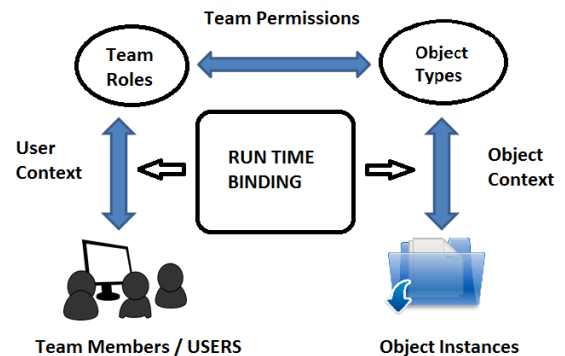 Team Permissions
Team
Roles
Object
Types
User
Context
RUN TIME
BINDING
Object
Context
Team Members / USERS
Object Instances